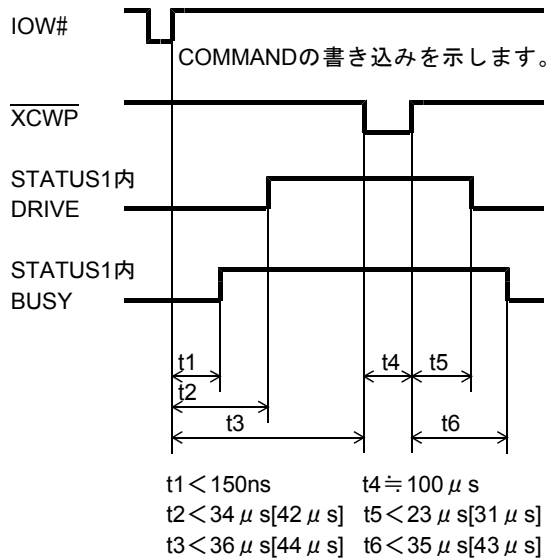 IOW#
COMMANDの書き込みを示します。
XCWP
STATUS1内
DRIVE
STATUS1内
BUSY
t1
t4
t5
t2
t3
t6
t1＜150ns
t4≒100μs
t2＜34μs[42μs]
t5＜23μs[31μs]
t3＜36μs[44μs]
t6＜35μs[43μs]